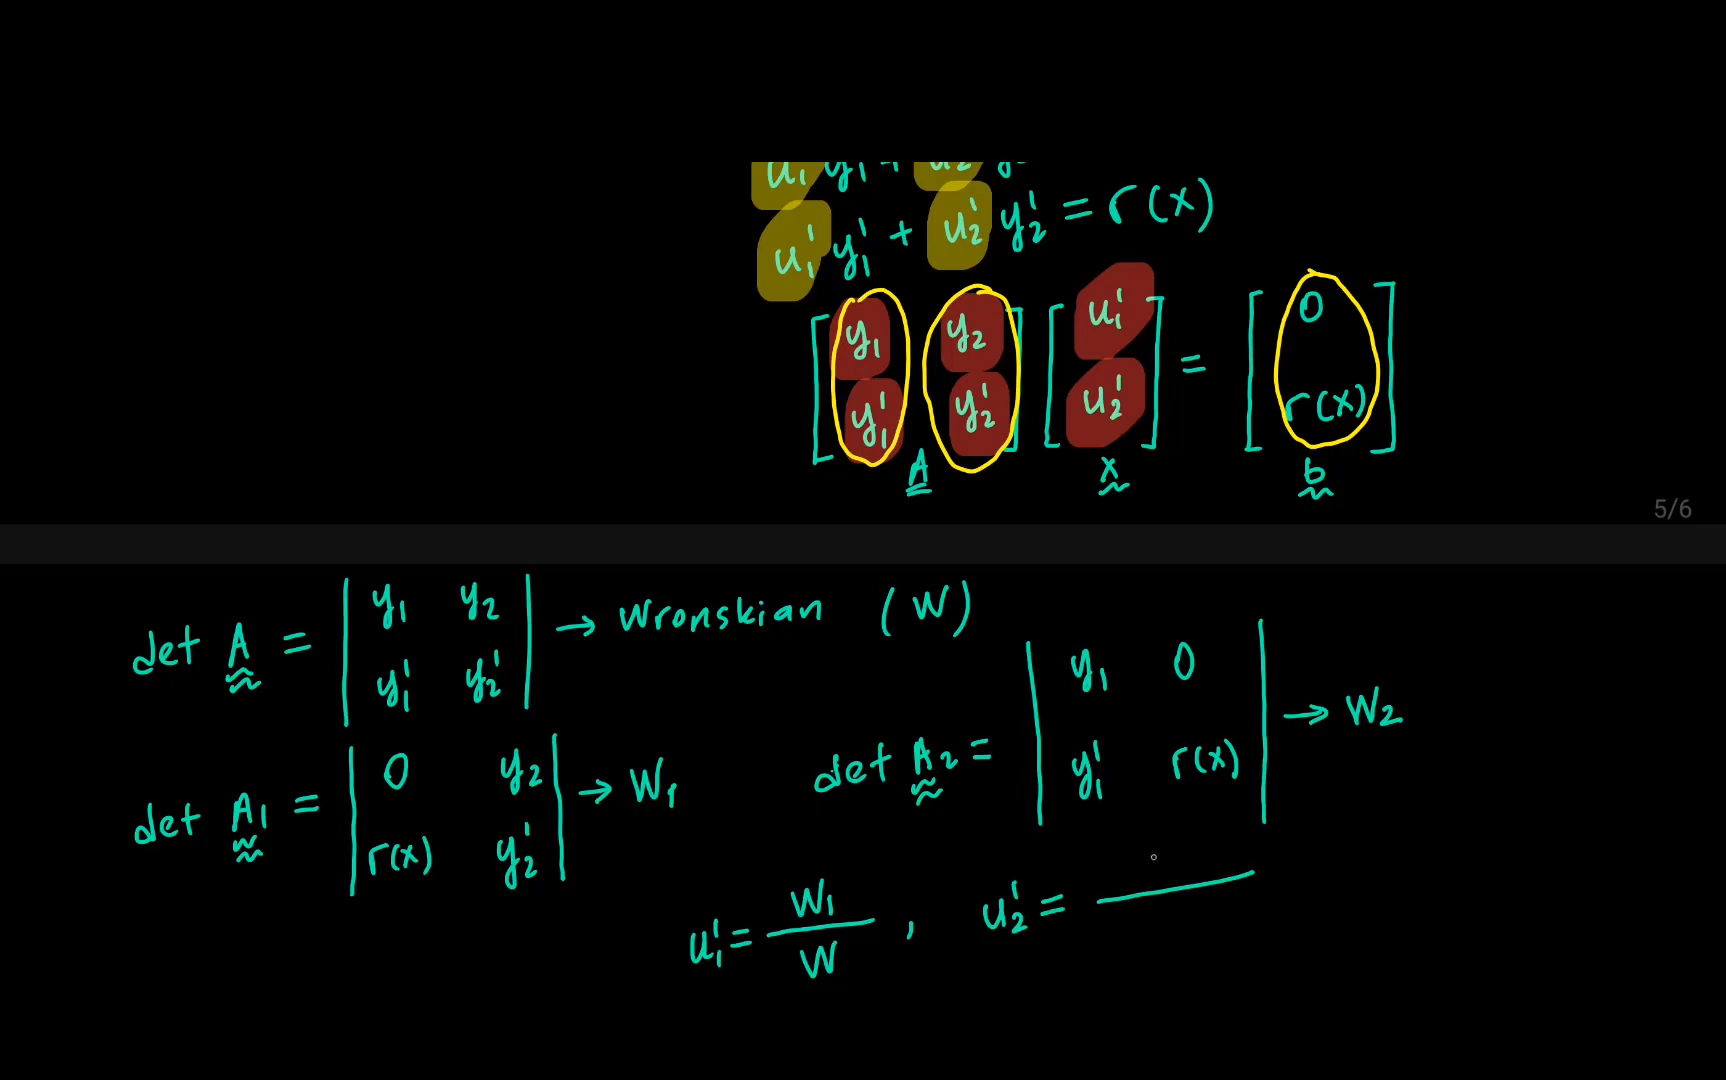 u₁' y₁' + u₂' y₂' = r(x)
[ y₁ y₂ ] [ u₁' ] = [ 0 ]
[ y₁' y₂' ] [ u₂' ] [ r(x) ]
A x b
5/6
det A = | y₁ y₂ | → Wronskian (W)
| y₁' y₂' |
det A₁ = | 0 y₂ | → W₁
| r(x) y₂' |
det A₂ = | y₁ 0 | → W₂
| y₁' r(x) |
u₁' = W₁ / W , u₂' =